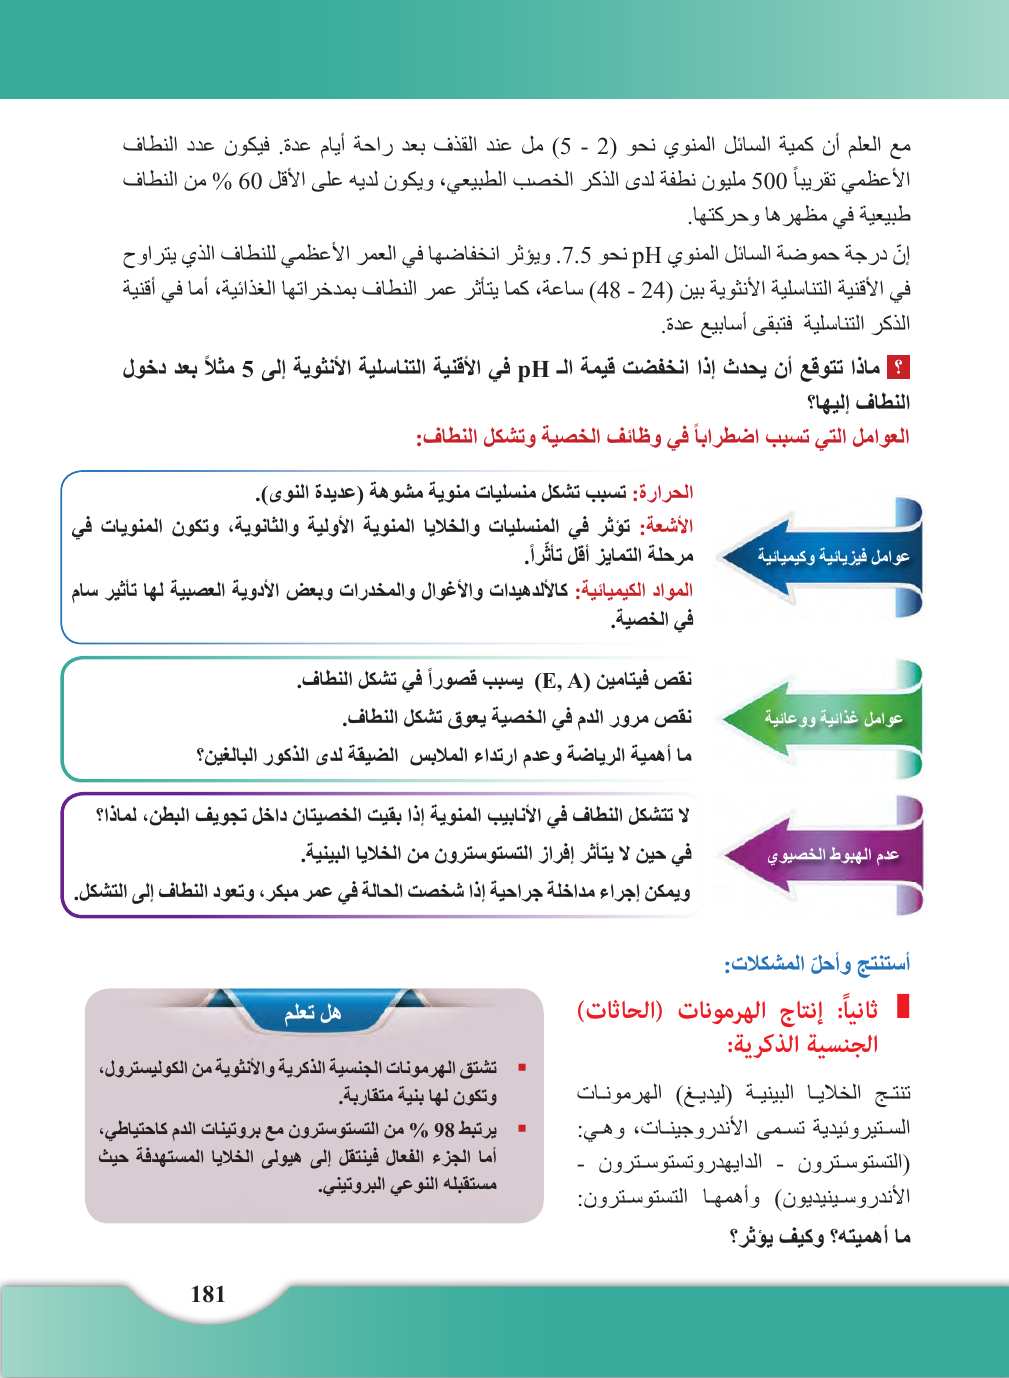 مع العلم أن كمية السائل المنوي نحو (2 - 5) مل عند القذف بعد راحة أيام عدة. فيكون عدد النطاف
الأعظمي تقريباً 500 مليون نطفة لدى الذكر الخصب الطبيعي، ويكون لديه على الأقل 60 % من النطاف
طبيعية في مظهرها وحركتها.
إنّ درجة حموضة السائل المنوي pH نحو 7.5. ويؤثر انخفاضها في العمر الأعظمي للنطاف الذي يتراوح
في الأقنية التناسلية الأنثوية بين (24 - 48) ساعة، كما يتأثر عمر النطاف بمدخراتها الغذائية، أما في أقنية
الذكر التناسلية فتبقى أسابيع عدة.
؟ ماذا تتوقع أن يحدث إذا انخفضت قيمة الـ pH في الأقنية التناسلية الأنثوية إلى 5 مثلاً بعد دخول
النطاف إليها؟
العوامل التي تسبب اضطراباً في وظائف الخصية وتشكل النطاف:
عوامل فيزيائية وكيميائية
الحرارة: تسبب تشكل منسليات منوية مشوهة (عديدة النوى).
الأشعة: تؤثر في المنسليات والخلايا المنوية الأولية والثانوية، وتكون المنويات في
مرحلة التمايز أقل تأثّراً.
المواد الكيميائية: كالألدهيدات والأغوال والمخدرات وبعض الأدوية العصبية لها تأثير سام
في الخصية.
عوامل غذائية ووعائية
نقص فيتامين (E, A) يسبب قصوراً في تشكل النطاف.
نقص مرور الدم في الخصية يعوق تشكل النطاف.
ما أهمية الرياضة وعدم ارتداء الملابس الضيقة لدى الذكور البالغين؟
عدم الهبوط الخصيوي
لا تتشكل النطاف في الأنابيب المنوية إذا بقيت الخصيتان داخل تجويف البطن، لماذا؟
في حين لا يتأثر إفراز التستوسترون من الخلايا البينية.
ويمكن إجراء مداخلة جراحية إذا شخصت الحالة في عمر مبكر، وتعود النطاف إلى التشكل.
أستنتج وأحلّ المشكلات:
ثانياً: إنتاج الهرمونات (الحاثات)
الجنسية الذكرية:
تنتج الخلايا البينية (ليديغ) الهرمونات
الستيروئيدية تسمى الأندروجينات، وهي:
(التستوسترون - الدايهدروتستوسترون -
الأندروسينيديون) وأهمها التستوسترون:
ما أهميته؟ وكيف يؤثر؟
هل تعلم
تشتق الهرمونات الجنسية الذكرية والأنثوية من الكوليسترول،
وتكون لها بنية متقاربة.
يرتبط 98 % من التستوسترون مع بروتينات الدم كاحتياطي،
أما الجزء الفعال فينتقل إلى هيولى الخلايا المستهدفة حيث
مستقبله النوعي البروتيني.
181